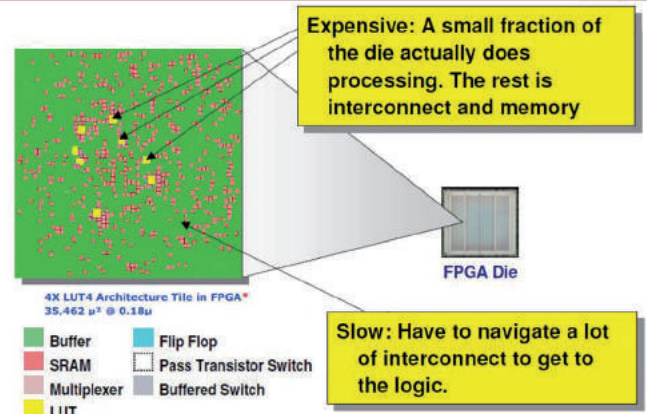 Expensive: A small fraction of
the die actually does
processing. The rest is
interconnect and memory
FPGA Die
4X LUT4 Architecture Tile in FPGA*
35,462 µ² @ 0.18µ
Slow: Have to navigate a lot
of interconnect to get to
the logic.
Buffer
SRAM
Multiplexer
LUT
Flip Flop
Pass Transistor Switch
Buffered Switch